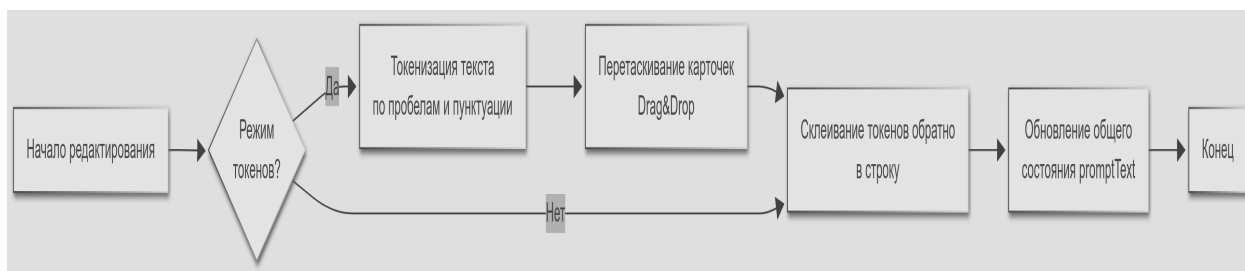 Начало редактирования
Режим
токенов?
Да
Токенизация текста
по пробелам и пунктуации
Перетаскивание карточек
Drag&Drop
Нет
Склеивание токенов обратно
в строку
Обновление общего
состояния promptText
Конец